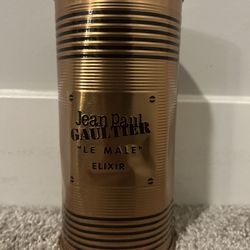 Jean Paul
GAULTIER
"LE MALE"
ELIXIR